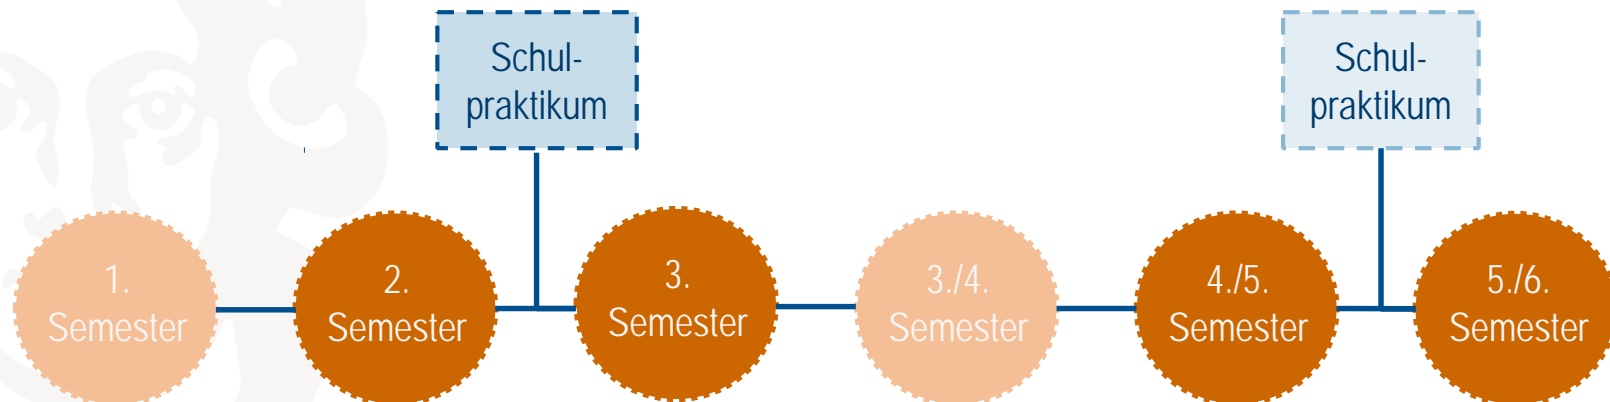 Schul-
praktikum
Schul-
praktikum
1.
Semester
2.
Semester
3.
Semester
3./4.
Semester
4./5.
Semester
5./6.
Semester